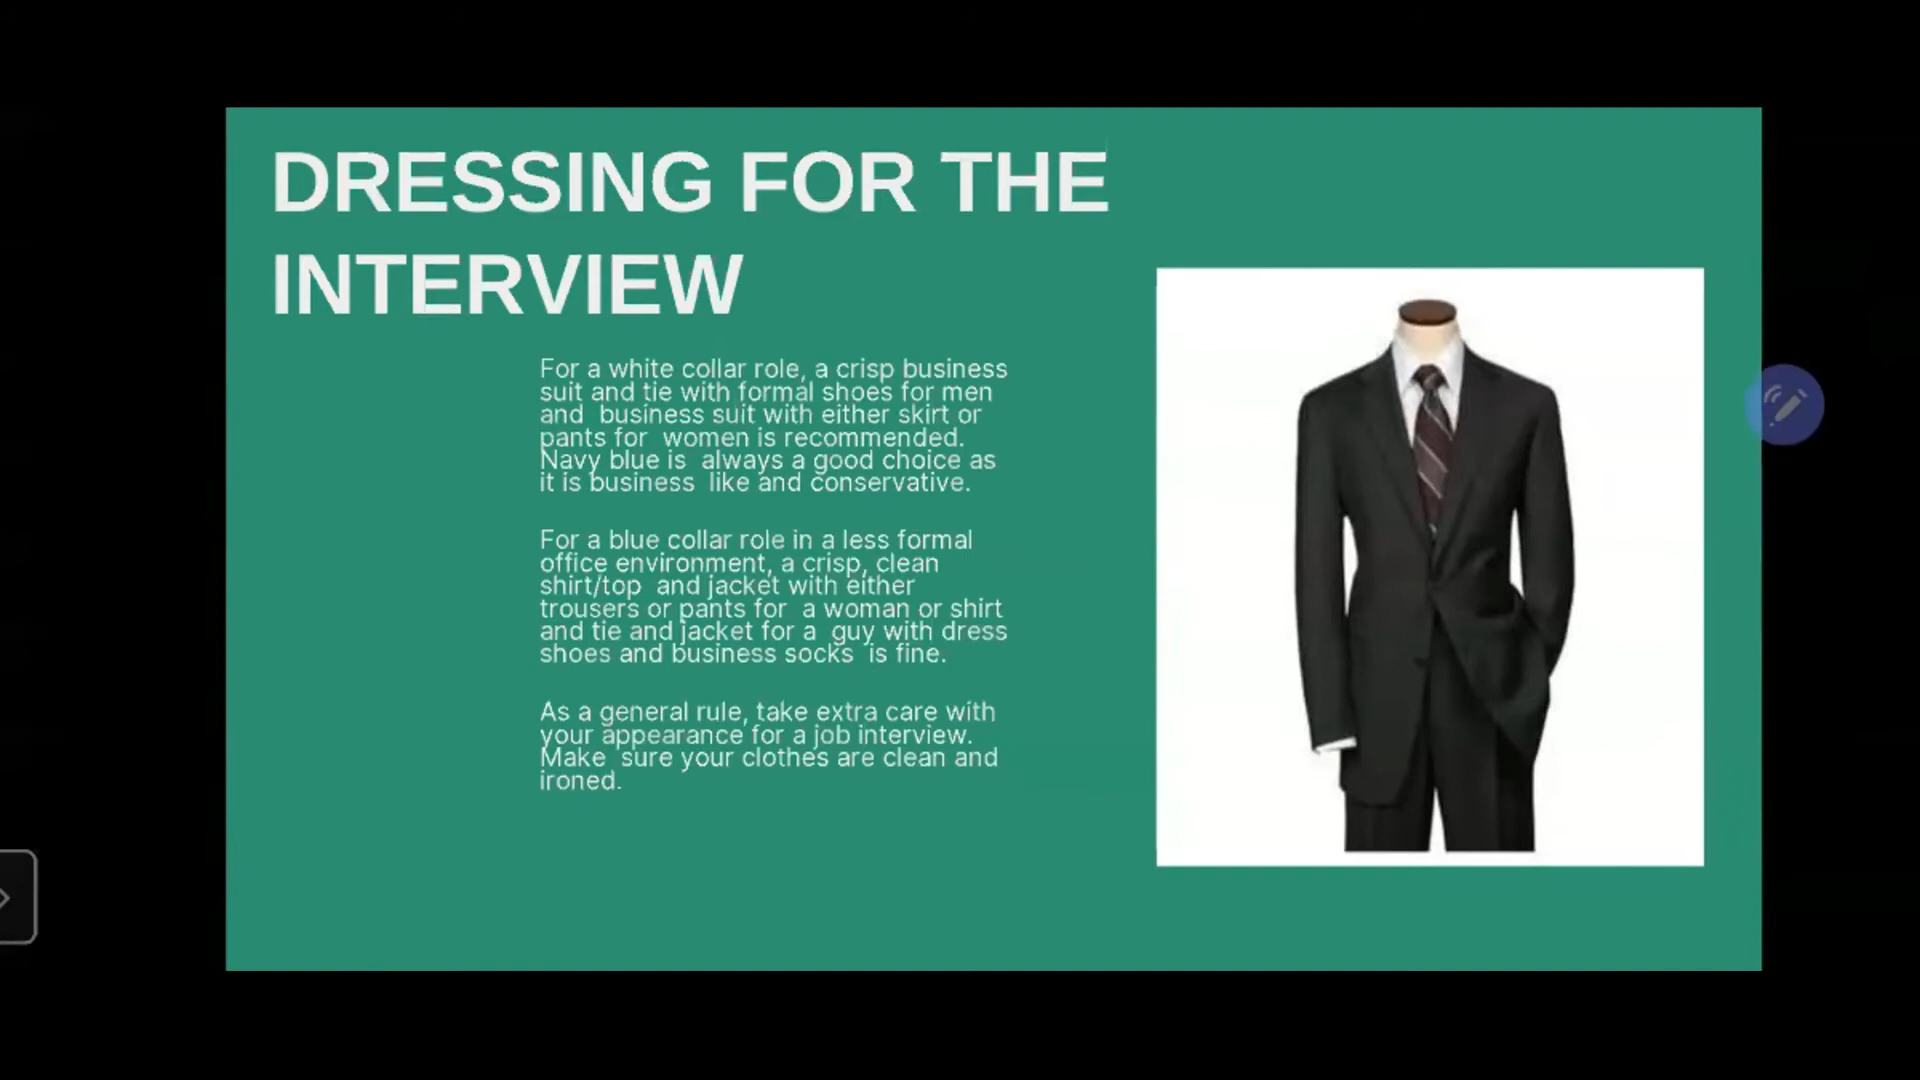 DRESSING FOR THE
INTERVIEW
For a white collar role, a crisp business
suit and tie with formal shoes for men
and  business suit with either skirt or
pants for  women is recommended.
Navy blue is  always a good choice as
it is business  like and conservative.
For a blue collar role in a less formal
office environment, a crisp, clean
shirt/top  and jacket with either
trousers or pants for  a woman or shirt
and tie and jacket for a  guy with dress
shoes and business socks  is fine.
As a general rule, take extra care with
your appearance for a job interview.
Make  sure your clothes are clean and
ironed.